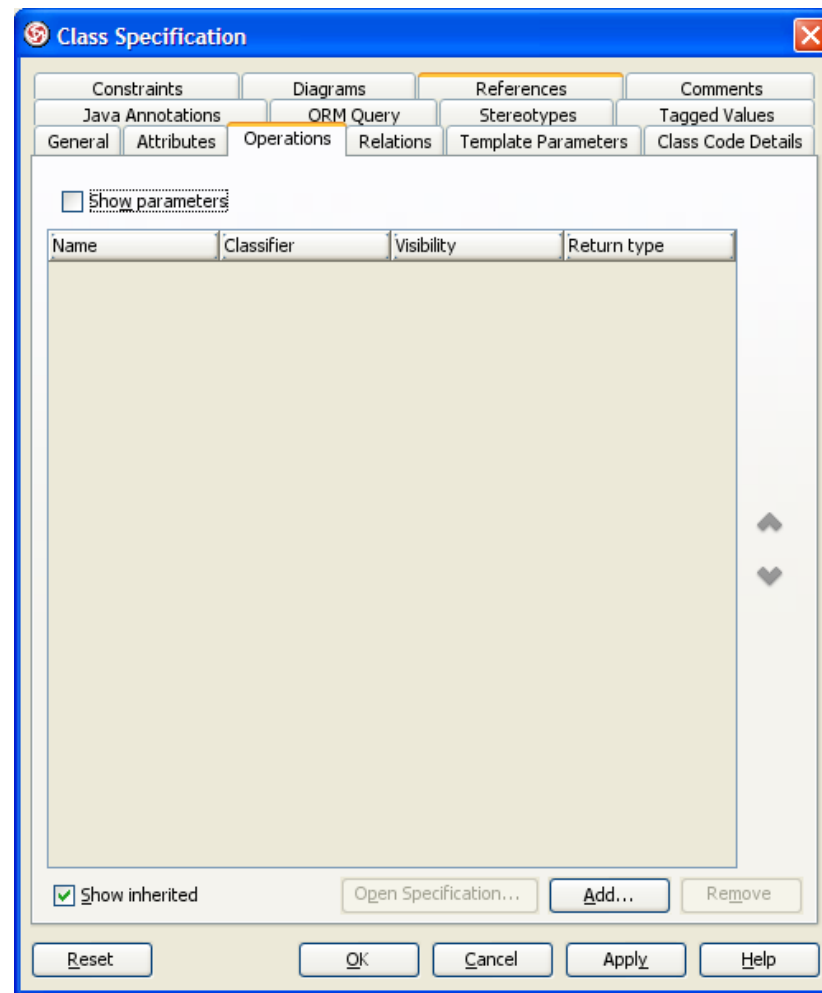 Class Specification
Constraints Diagrams References Comments
Java Annotations ORM Query Stereotypes Tagged Values
General Attributes Operations Relations Template Parameters Class Code Details
Show parameters
Name Classifier Visibility Return type
Show inherited Open Specification... Add... Remove
Reset OK Cancel Apply Help